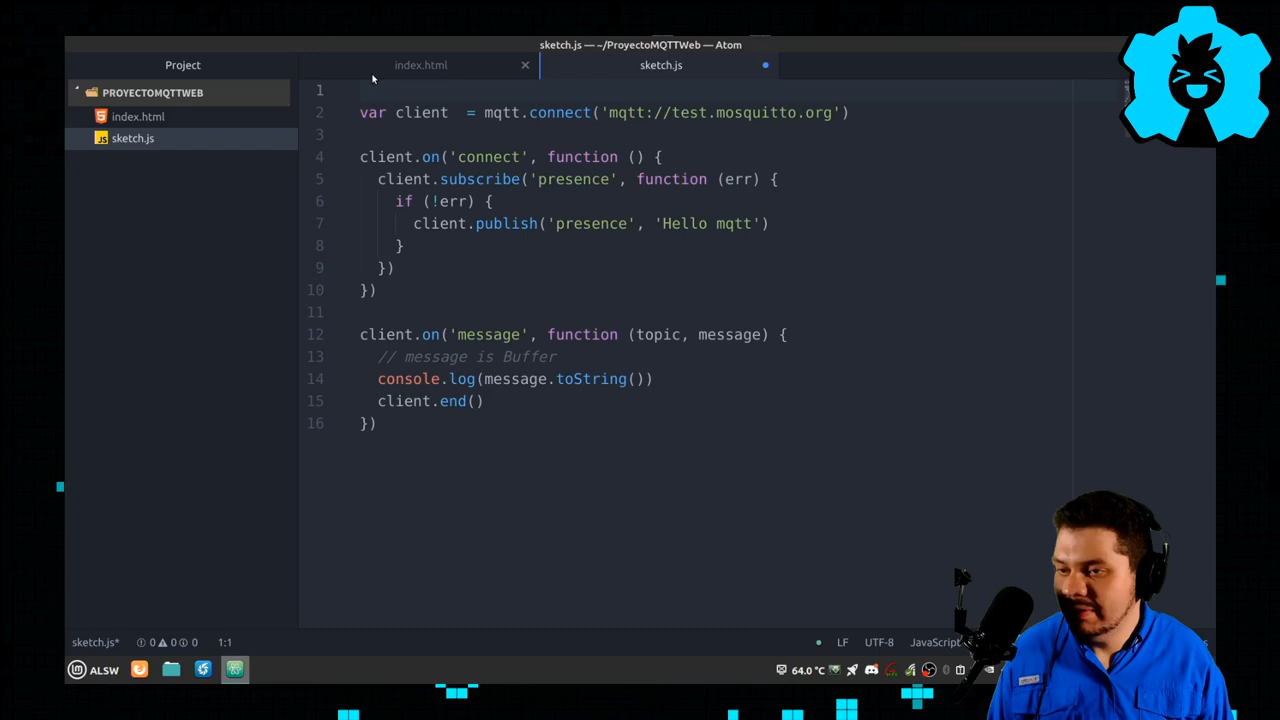 sketch.js — ~/ProyectoMQTTWeb — Atom
Project
index.html
sketch.js
PROYECTOMQTTWEB
index.html
sketch.js
1
2 var client  = mqtt.connect('mqtt://test.mosquitto.org')
3
4 client.on('connect', function () {
5   client.subscribe('presence', function (err) {
6     if (!err) {
7       client.publish('presence', 'Hello mqtt')
8     }
9   })
10 })
11
12 client.on('message', function (topic, message) {
13   // message is Buffer
14   console.log(message.toString())
15   client.end()
16 })
sketch.js* 0 0 0 1:1 LF UTF-8 JavaScript
ALSW 64.0 °C